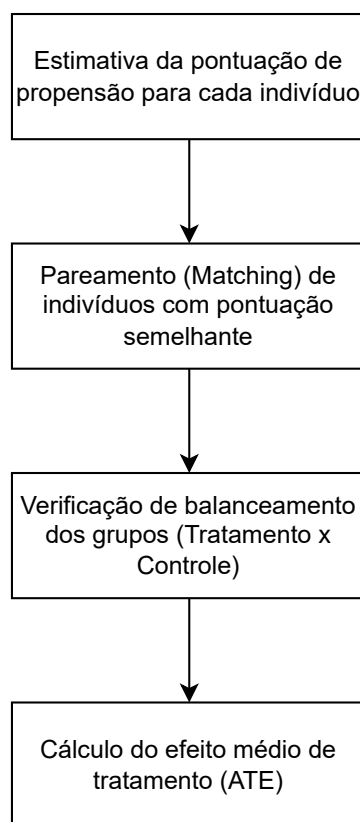 Estimativa da pontuação de
propensão para cada indivíduo
Pareamento (Matching) de
indivíduos com pontuação
semelhante
Verificação de balanceamento
dos grupos (Tratamento x
Controle)
Cálculo do efeito médio de
tratamento (ATE)